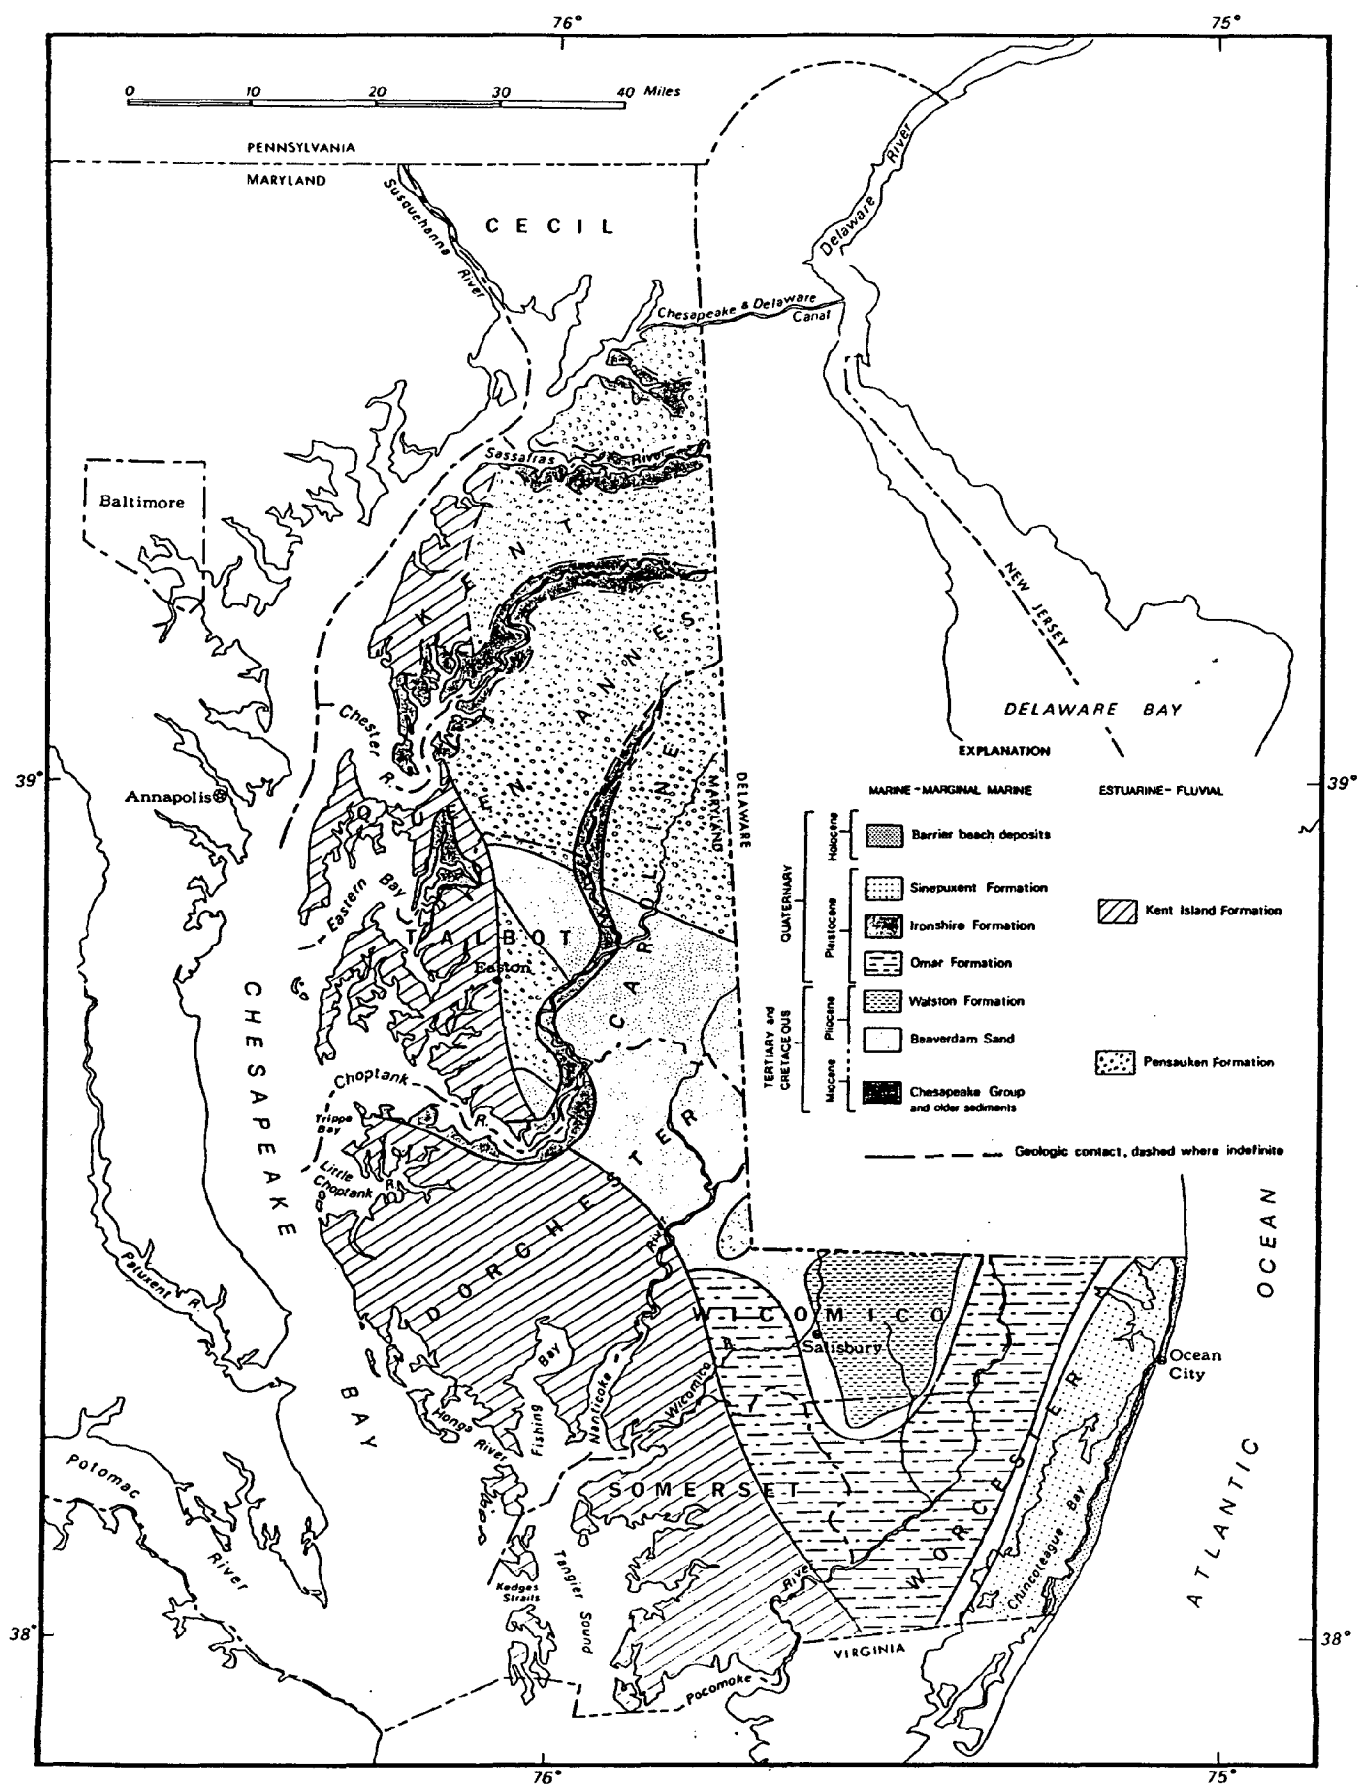 76°
75°
0 10 20 30 40 Miles
PENNSYLVANIA
MARYLAND
Susquehanna River
CECIL
Delaware River
Chesapeake & Delaware
Canal
Sassafras River
Baltimore
KENT
NEW JERSEY
QUEEN ANNES
DELAWARE BAY
Chester R.
39°
39°
Annapolis
MARYLAND
DELAWARE
CAROLINE
Eastern Bay
TALBOT
Easton
EXPLANATION
MARINE-MARGINAL MARINE
ESTUARINE-FLUVIAL
QUATERNARY
Holocene
Barrier beach deposits
Pleistocene
Sinepuxent Formation
Ironshire Formation
Omar Formation
Kent Island Formation
TERTIARY and
CRETACEOUS
Pliocene
Walston Formation
Beaverdam Sand
Miocene
Chesapeake Group
and older sediments
Pensauken Formation
Geologic contact, dashed where indefinite
CHESAPEAKE
BAY
Choptank
R.
Trippe
Bay
Little
Choptank
R.
DORCHESTER
River
Patuxent R.
WICOMICO
R.
Salisbury
Ocean
City
ATLANTIC
OCEAN
Nanticoke
Wicomico
Fishing
Bay
Honga
River
Potomac
River
SOMERSET
WORCESTER
Chincoteague Bay
Kedges
Straits
Tangier Sound
River
38°
38°
VIRGINIA
Pocomoke
76°
75°